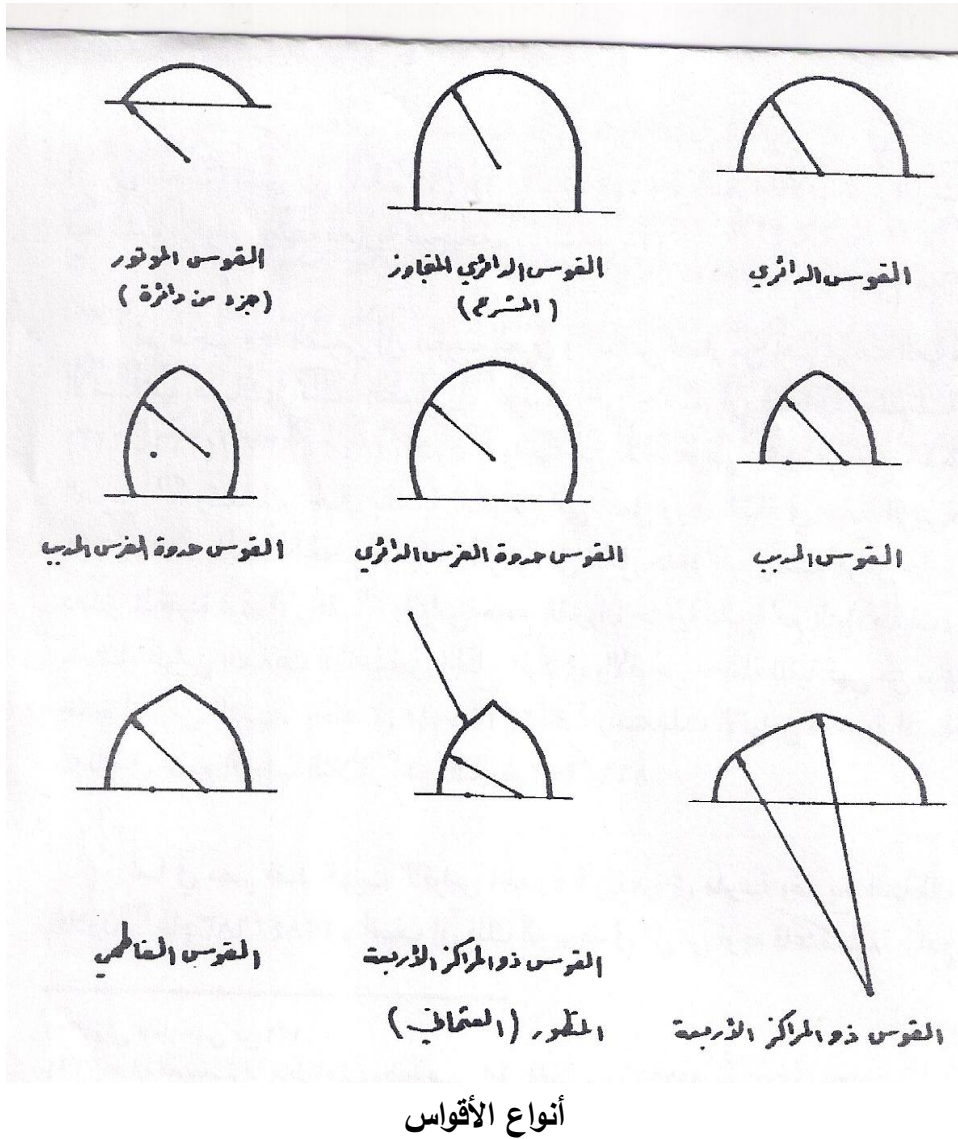 القوس الدائري
القوس الدائري المتجاوز
(المشرع)
القوس الموتور
(جزء من دائرة)
القوس المدبب
القوس حدوة الفرس الدائري
القوس حدوة الفرس المدبب
القوس ذو المراكز الأربعة
القوس ذو المراكز الأربعة
المطور (العثماني)
القوس الفاطمي
أنواع الأقواس